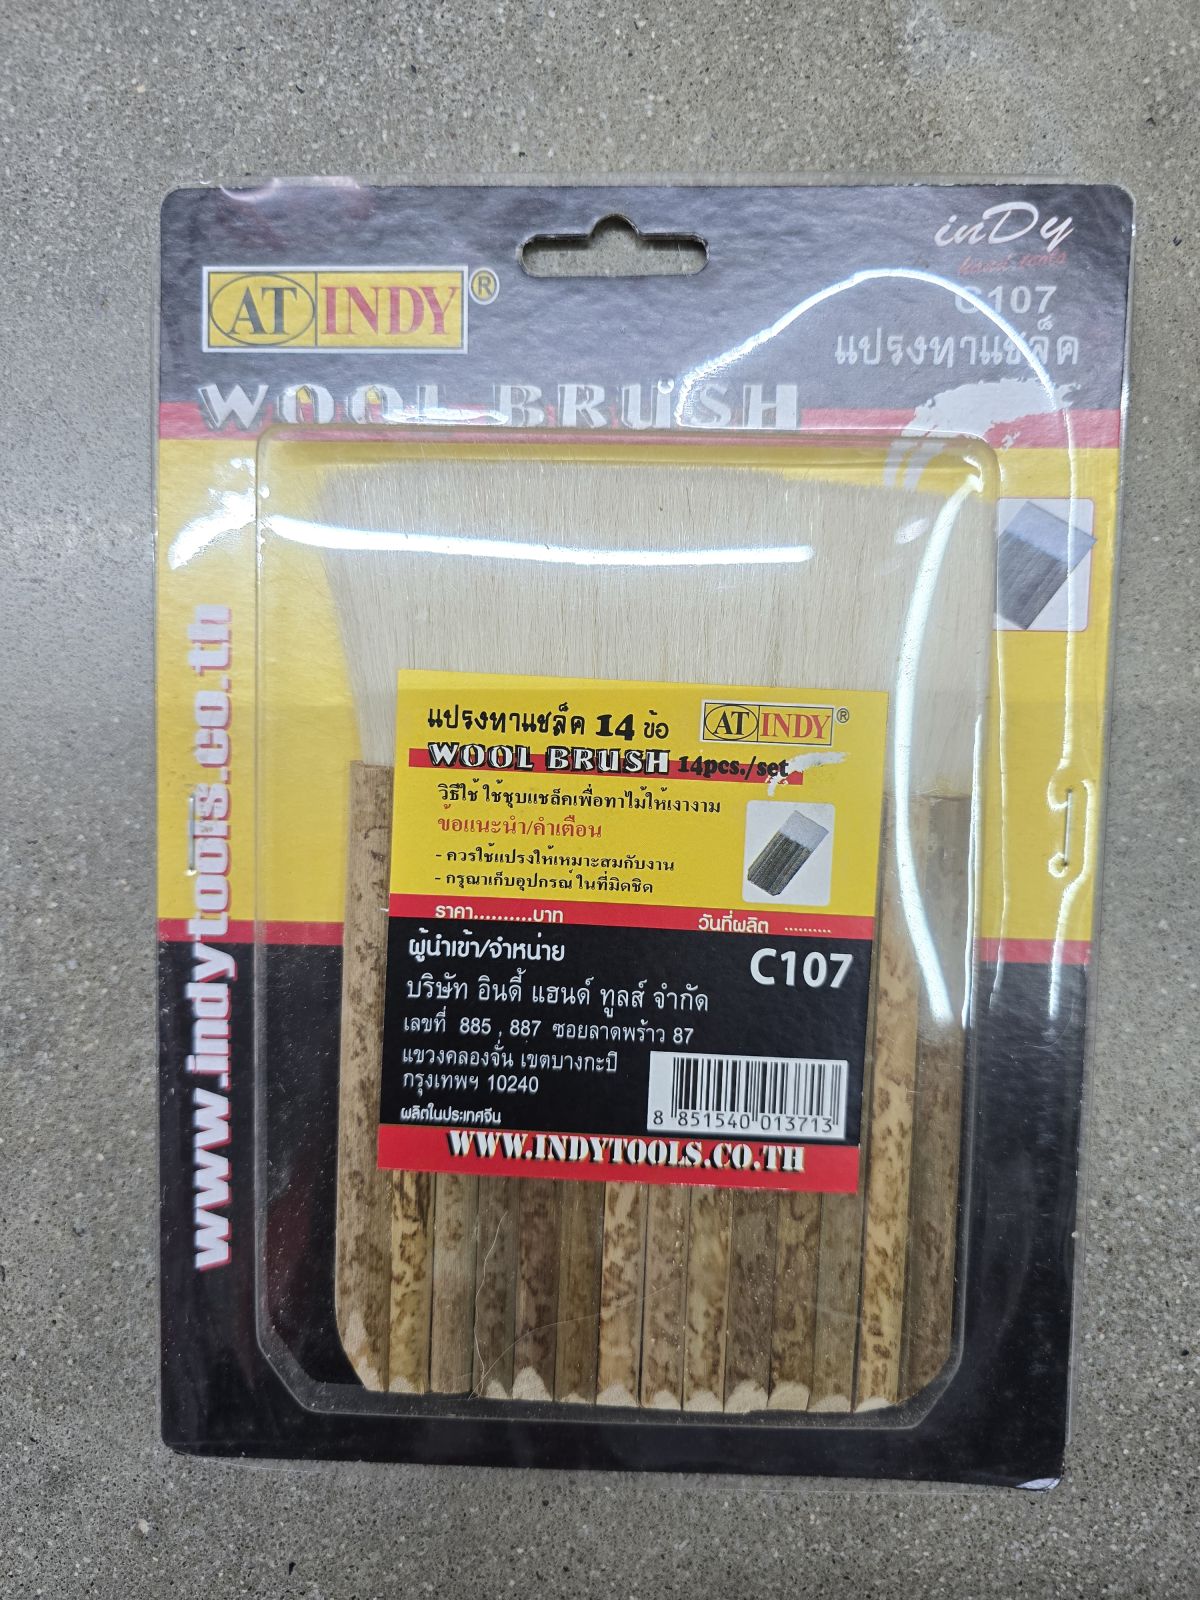 inDy
hand tools
C107
แปรงทาแชล็ค
AT INDY ®
WOOL BRUSH
www.indytools.co.th
แปรงทาแชล็ค 14 ข้อ
AT INDY ®
WOOL BRUSH 14pcs./set
วิธีใช้ ใช้ชุบแชล็คเพื่อทาไม้ให้เงางาม
ข้อแนะนำ/คำเตือน
- ควรใช้แปรงให้เหมาะสมกับงาน
- กรุณาเก็บอุปกรณ์ในที่มิดชิด
ราคา..........บาท วันที่ผลิต ..........
ผู้นำเข้า/จำหน่าย
C107
บริษัท อินดี้ แฮนด์ ทูลส์ จำกัด
เลขที่ 885 , 887 ซอยลาดพร้าว 87
แขวงคลองจั่น เขตบางกะปิ
กรุงเทพฯ 10240
ผลิตในประเทศจีน
8 851540 013713
WWW.INDYTOOLS.CO.TH